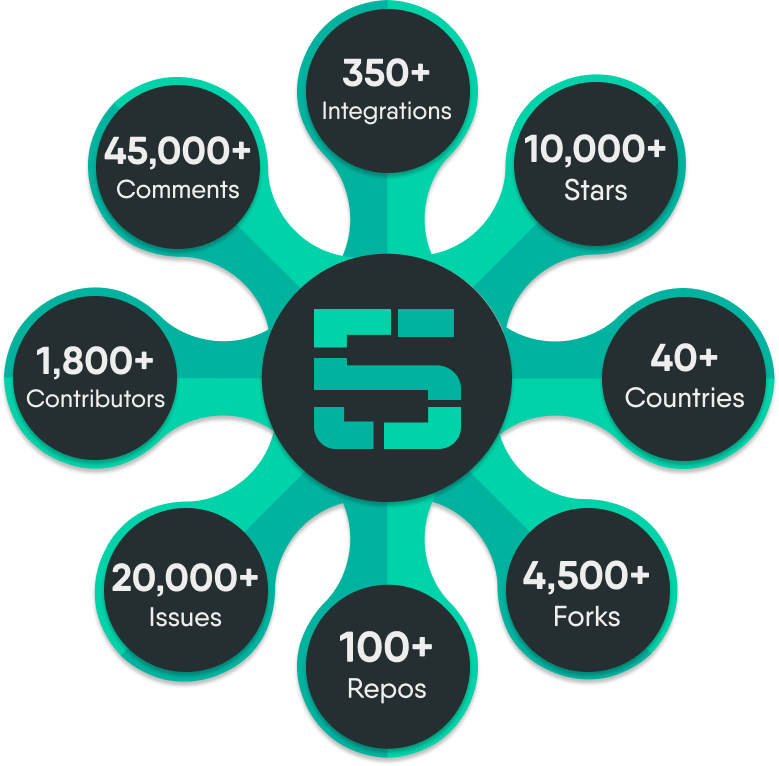 350+
Integrations
10,000+
Stars
40+
Countries
4,500+
Forks
100+
Repos
20,000+
Issues
1,800+
Contributors
45,000+
Comments